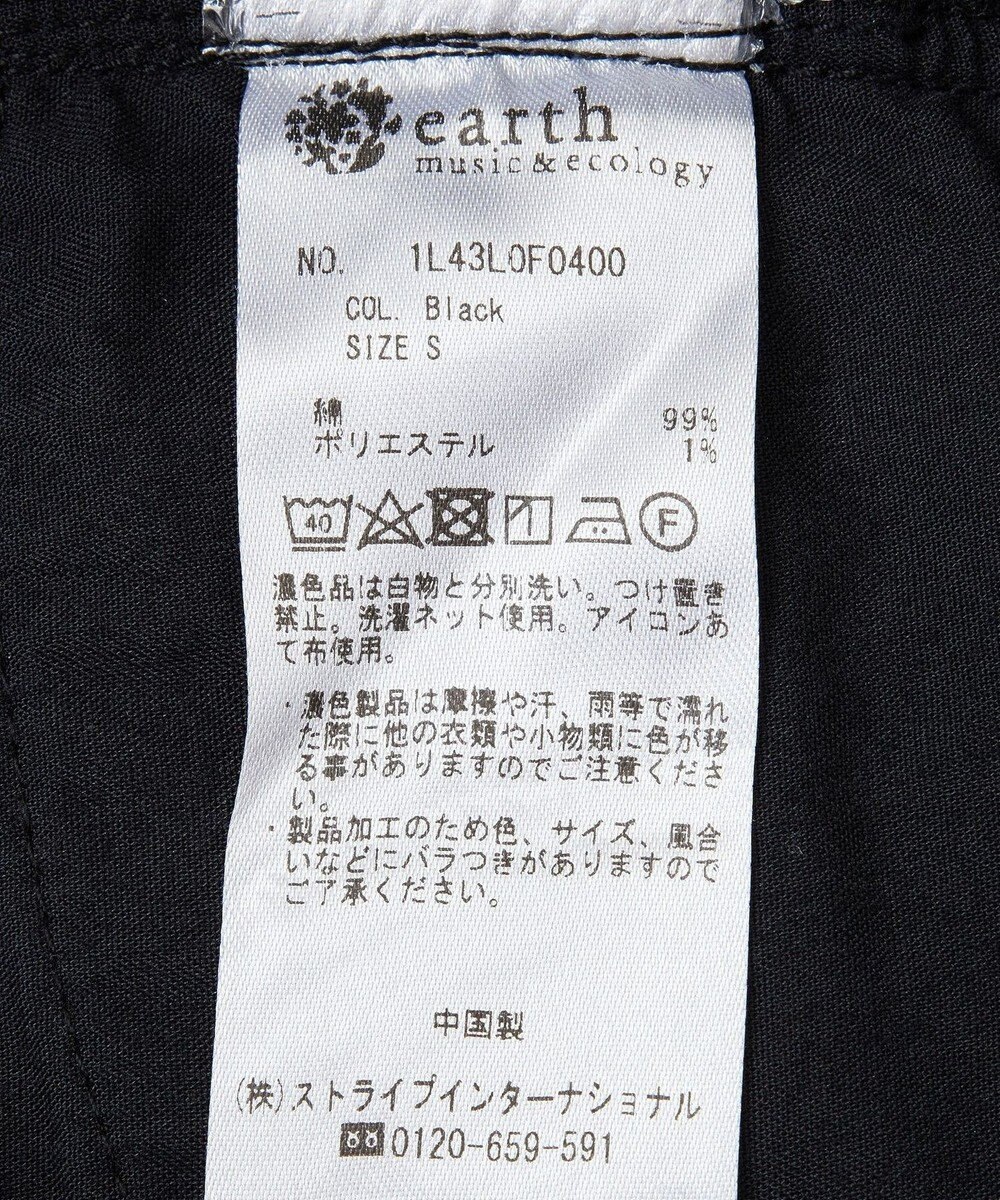 earth
music & ecology
NO. 1L43L0F0400
COL. Black
SIZE S
綿 99%
ポリエステル 1%
40 F
濃色品は白物と分別洗い。つけ置き
禁止。洗濯ネット使用。アイロンあ
て布使用。
・濃色製品は摩擦や汗、雨等で濡れ
た際に他の衣類や小物類に色が移
る事がありますのでご注意くださ
い。
・製品加工のため色、サイズ、風合
いなどにバラつきがありますので
ご了承ください。
中国製
(株)ストライプインターナショナル
0120-659-591